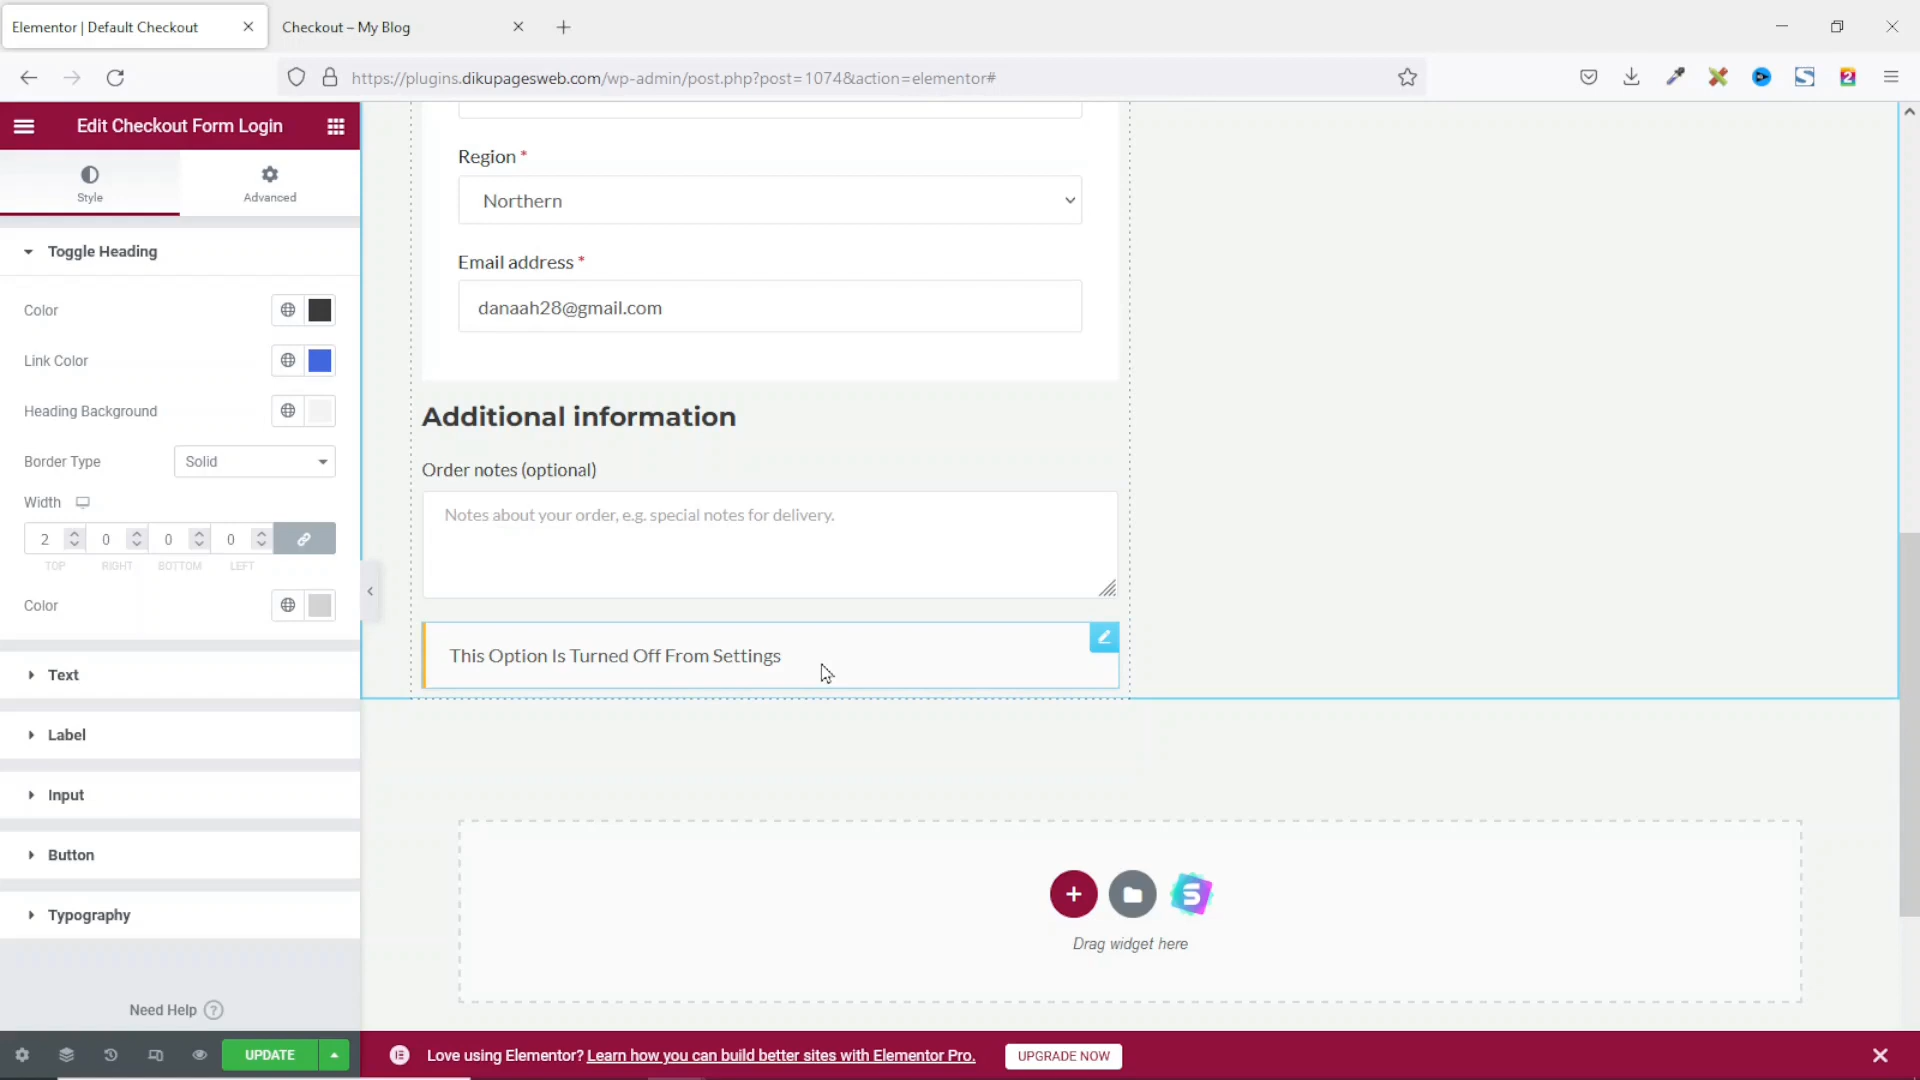 Elementor | Default Checkout
Checkout – My Blog
https://plugins.dikupagesweb.com/wp-admin/post.php?post=1074&action=elementor#
2
Edit Checkout Form Login
Style
Advanced
Toggle Heading
Color
Link Color
Heading Background
Border Type
Solid
Width
2 0 0 0
TOP RIGHT BOTTOM LEFT
Color
Text
Label
Input
Button
Typography
Need Help ?
UPDATE
Region *
Northern
Email address *
danaah28@gmail.com
Additional information
Order notes (optional)
Notes about your order, e.g. special notes for delivery.
This Option Is Turned Off From Settings
Drag widget here
Love using Elementor? Learn how you can build better sites with Elementor Pro.
UPGRADE NOW